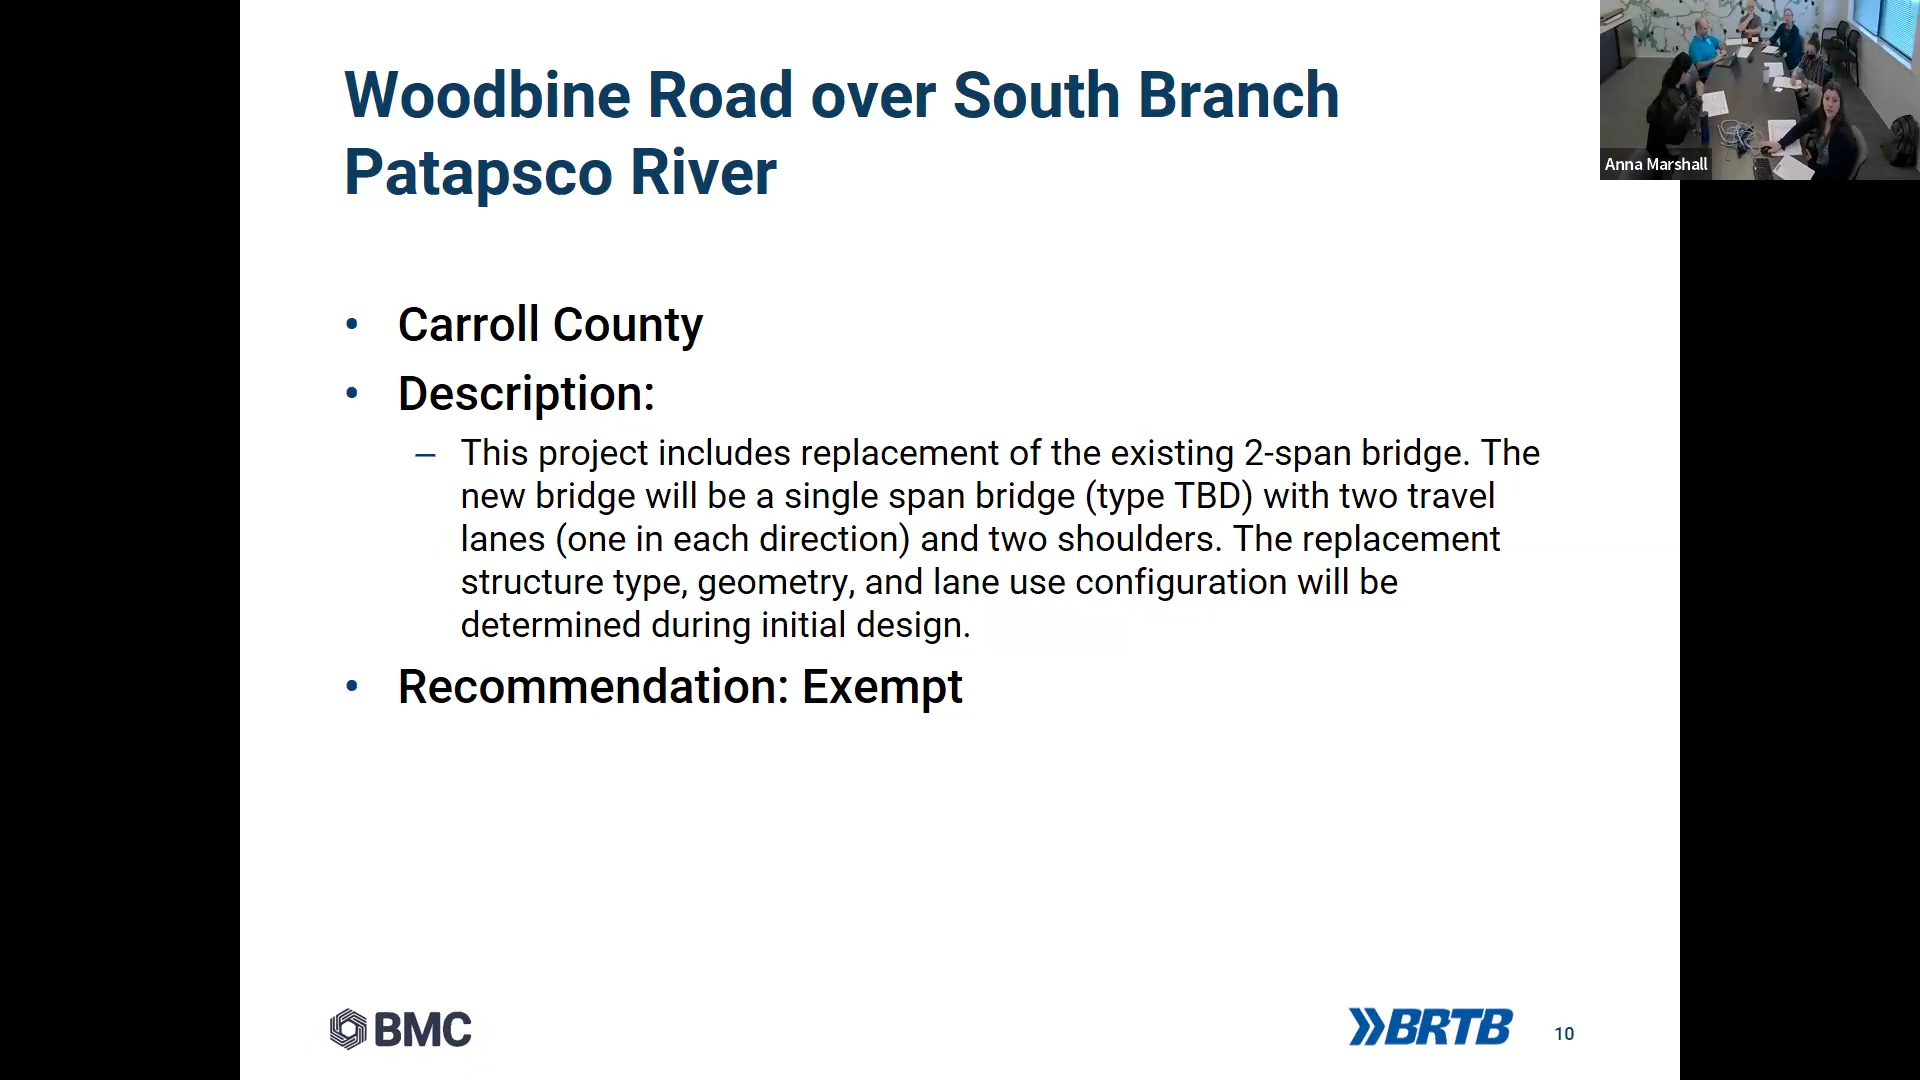 Woodbine Road over South Branch
Patapsco River
Anna Marshall
• Carroll County
• Description:
– This project includes replacement of the existing 2-span bridge. The
new bridge will be a single span bridge (type TBD) with two travel
lanes (one in each direction) and two shoulders. The replacement
structure type, geometry, and lane use configuration will be
determined during initial design.
• Recommendation: Exempt
BMC
BRTB
10